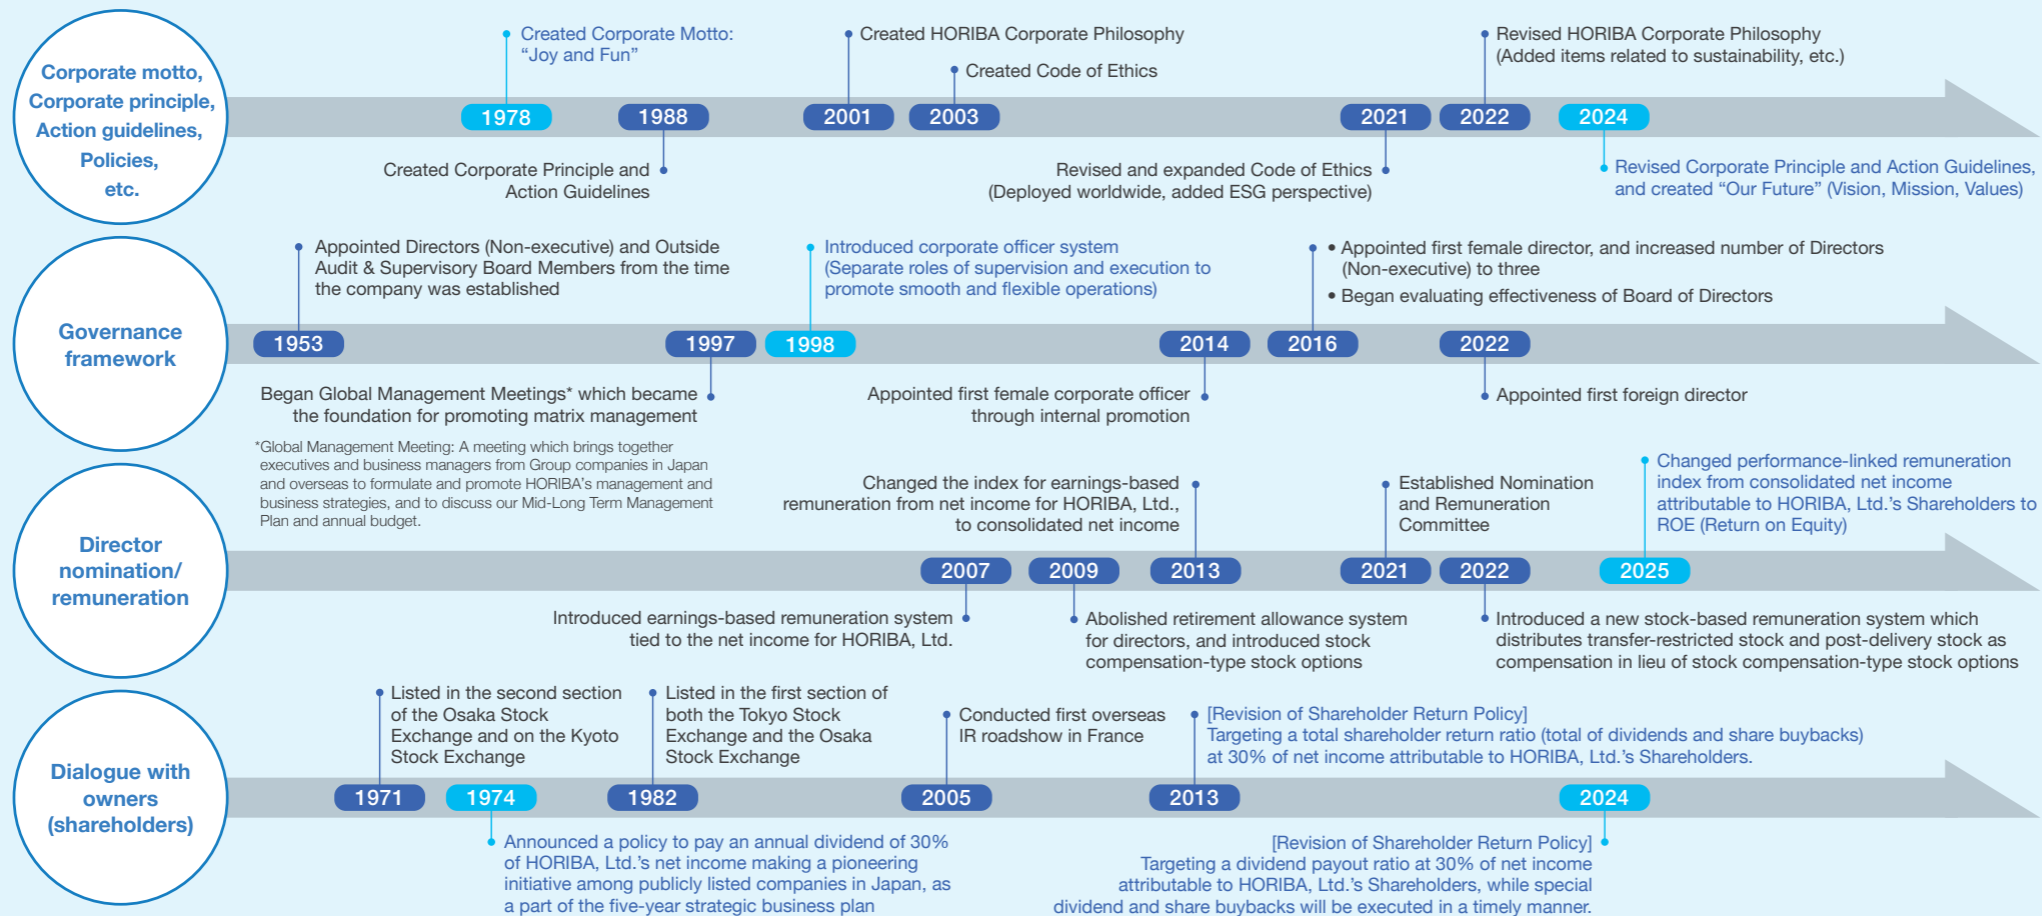 Corporate motto,
Corporate principle,
Action guidelines,
Policies,
etc.
Created Corporate Motto:
“Joy and Fun”
Created HORIBA Corporate Philosophy
Created Code of Ethics
Revised HORIBA Corporate Philosophy
(Added items related to sustainability, etc.)
1978
1988
2001
2003
2021
2022
2024
Created Corporate Principle and
Action Guidelines
Revised and expanded Code of Ethics
(Deployed worldwide, added ESG perspective)
Revised Corporate Principle and Action Guidelines,
and created “Our Future” (Vision, Mission, Values)
Governance
framework
Appointed Directors (Non-executive) and Outside
Audit & Supervisory Board Members from the time
the company was established
Introduced corporate officer system
(Separate roles of supervision and execution to
promote smooth and flexible operations)
• Appointed first female director, and increased number of Directors
(Non-executive) to three
• Began evaluating effectiveness of Board of Directors
1953
1997
1998
2014
2016
2022
Began Global Management Meetings* which became
the foundation for promoting matrix management
*Global Management Meeting: A meeting which brings together
executives and business managers from Group companies in Japan
and overseas to formulate and promote HORIBA’s management and
business strategies, and to discuss our Mid-Long Term Management
Plan and annual budget.
Appointed first female corporate officer
through internal promotion
Appointed first foreign director
Director
nomination/
remuneration
Changed the index for earnings-based
remuneration from net income for HORIBA, Ltd.,
to consolidated net income
Established Nomination
and Remuneration
Committee
Changed performance-linked remuneration
index from consolidated net income
attributable to HORIBA, Ltd.’s Shareholders to
ROE (Return on Equity)
2007
2009
2013
2021
2022
2025
Introduced earnings-based remuneration system
tied to the net income for HORIBA, Ltd.
Abolished retirement allowance system
for directors, and introduced stock
compensation-type stock options
Introduced a new stock-based remuneration system which
distributes transfer-restricted stock and post-delivery stock as
compensation in lieu of stock compensation-type stock options
Dialogue with
owners
(shareholders)
Listed in the second section
of the Osaka Stock
Exchange and on the Kyoto
Stock Exchange
Listed in the first section of
both the Tokyo Stock
Exchange and the Osaka
Stock Exchange
Conducted first overseas
IR roadshow in France
[Revision of Shareholder Return Policy]
Targeting a total shareholder return ratio (total of dividends and share buybacks)
at 30% of net income attributable to HORIBA, Ltd.’s Shareholders.
1971
1974
1982
2005
2013
2024
Announced a policy to pay an annual dividend of 30%
of HORIBA, Ltd.’s net income making a pioneering
initiative among publicly listed companies in Japan, as
a part of the five-year strategic business plan
[Revision of Shareholder Return Policy]
Targeting a dividend payout ratio at 30% of net income
attributable to HORIBA, Ltd.’s Shareholders, while special
dividend and share buybacks will be executed in a timely manner.